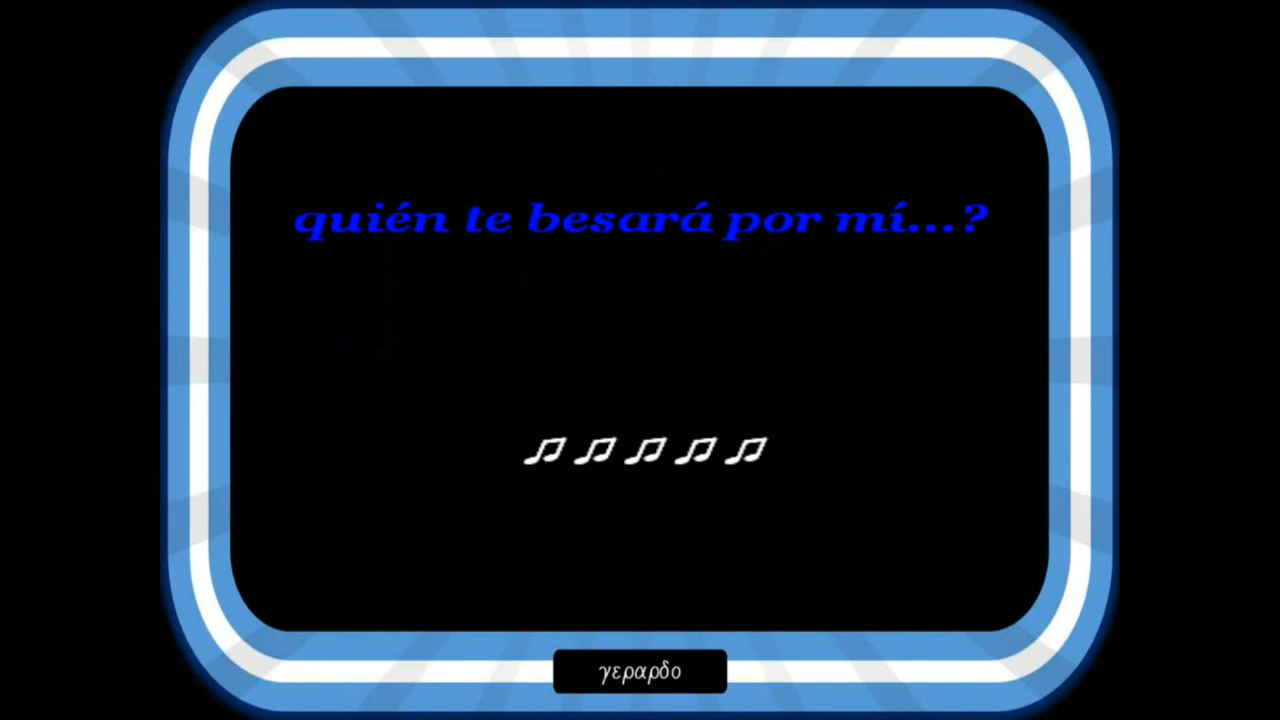 quién te besará por mí...?
♫ ♫ ♫ ♫ ♫
γεραρδο